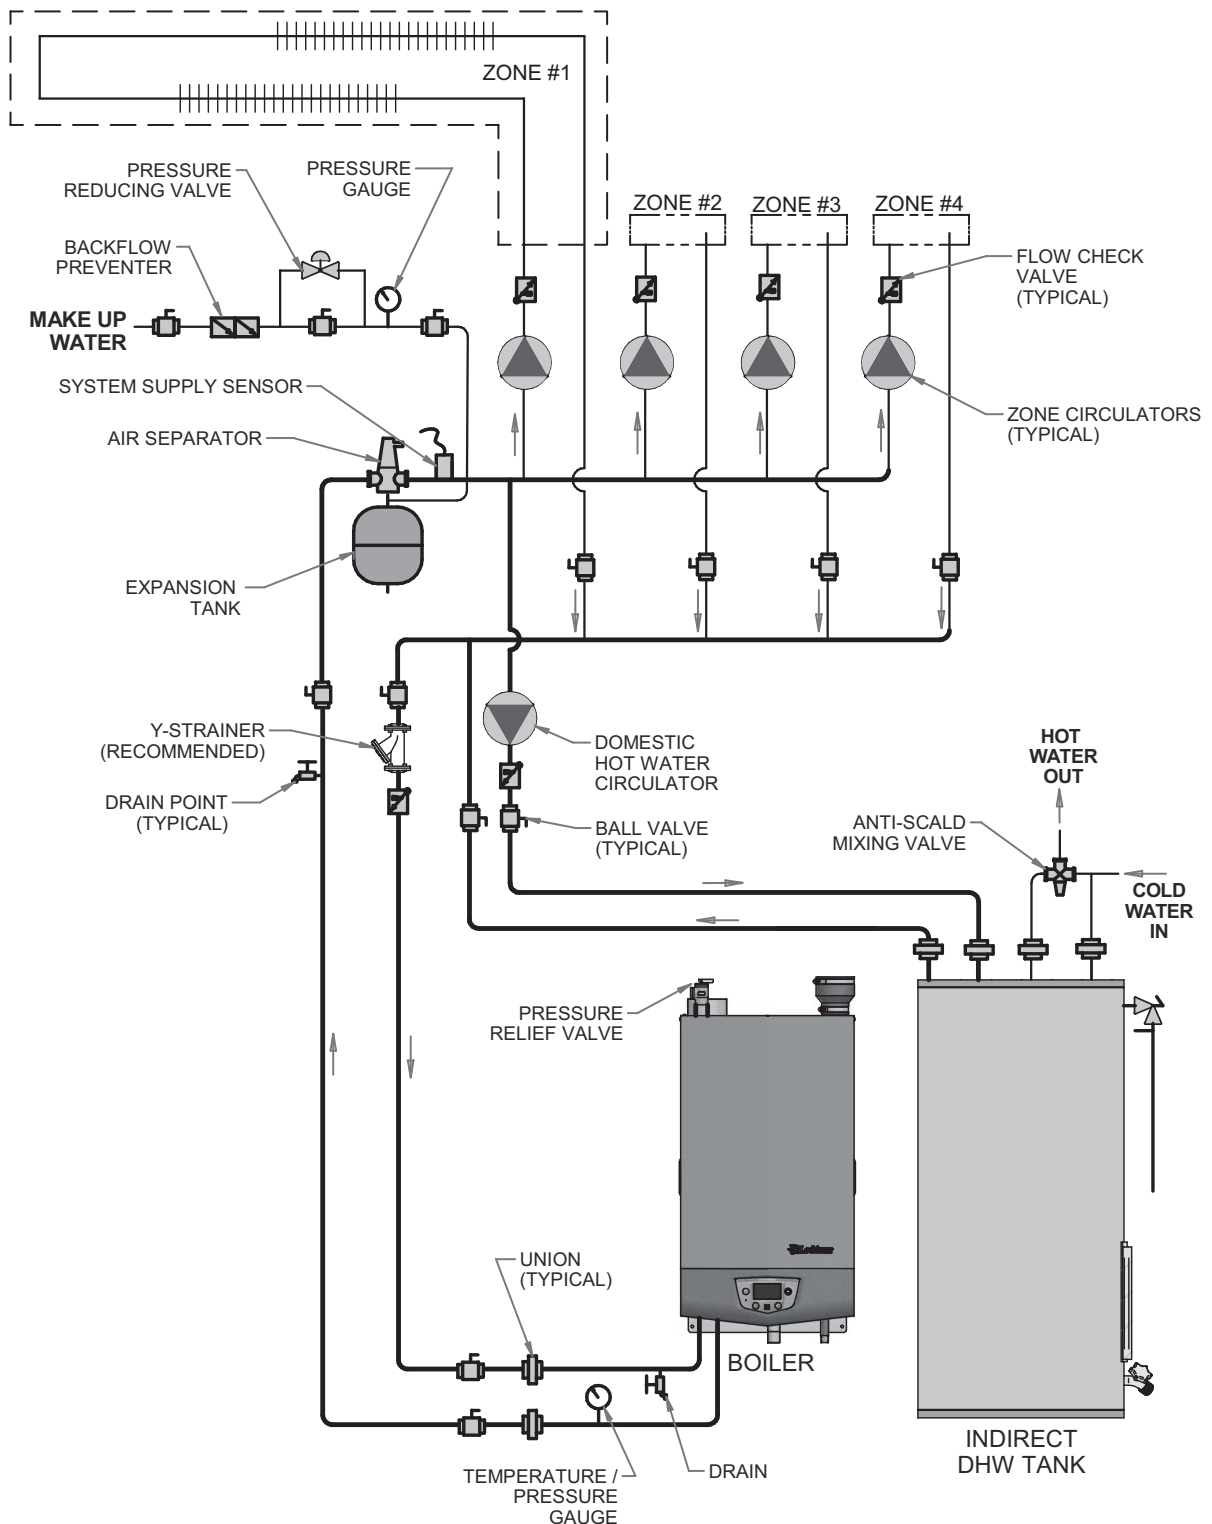 ZONE #1
PRESSURE
REDUCING VALVE
PRESSURE
GAUGE
ZONE #2
ZONE #3
ZONE #4
BACKFLOW
PREVENTER
FLOW CHECK
VALVE
(TYPICAL)
MAKE UP
WATER
SYSTEM SUPPLY SENSOR
AIR SEPARATOR
ZONE CIRCULATORS
(TYPICAL)
EXPANSION
TANK
Y-STRAINER
(RECOMMENDED)
DOMESTIC
HOT WATER
CIRCULATOR
HOT
WATER
OUT
DRAIN POINT
(TYPICAL)
BALL VALVE
(TYPICAL)
ANTI-SCALD
MIXING VALVE
COLD
WATER
IN
PRESSURE
RELIEF VALVE
UNION
(TYPICAL)
BOILER
INDIRECT
DHW TANK
TEMPERATURE /
PRESSURE
GAUGE
DRAIN